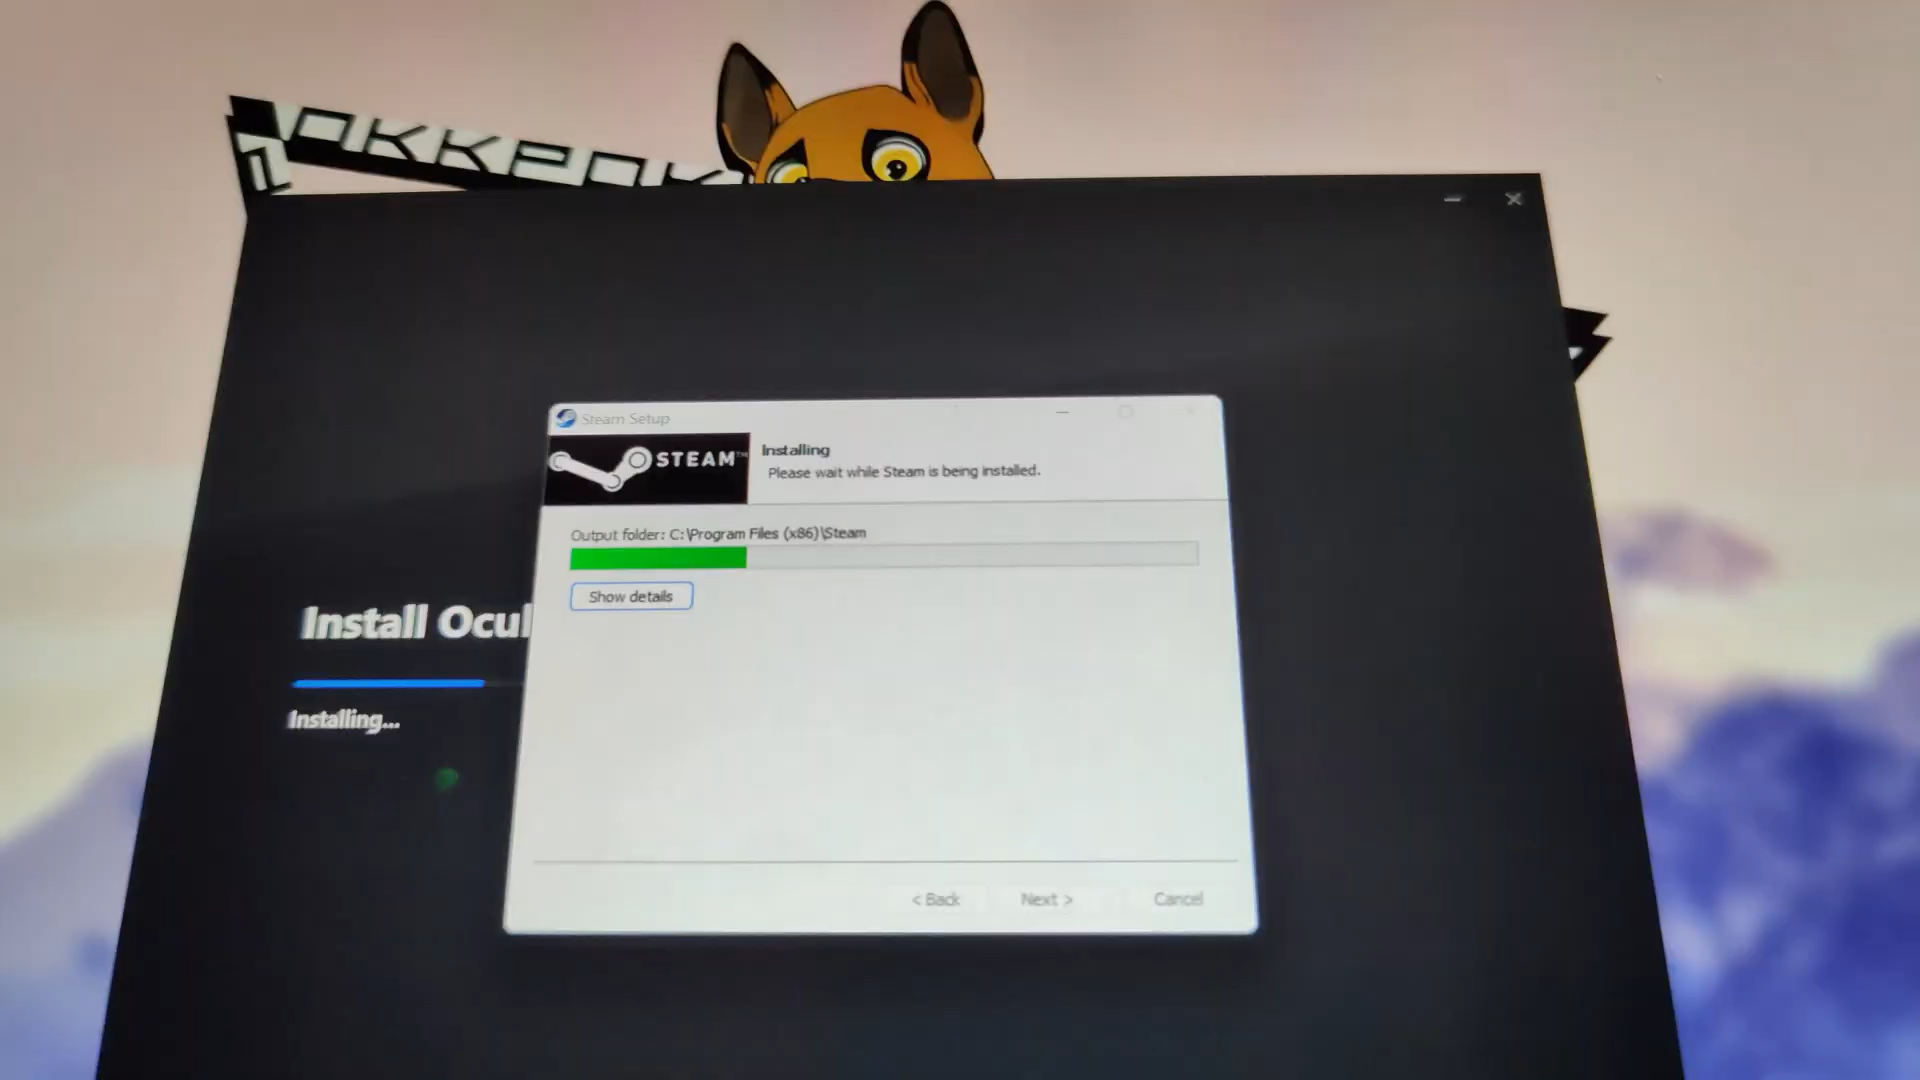 Steam Setup
STEAM™
Installing
Please wait while Steam is being installed.
Output folder: C:\Program Files (x86)\Steam
Show details
Install Ocul
Installing...
< Back
Next >
Cancel